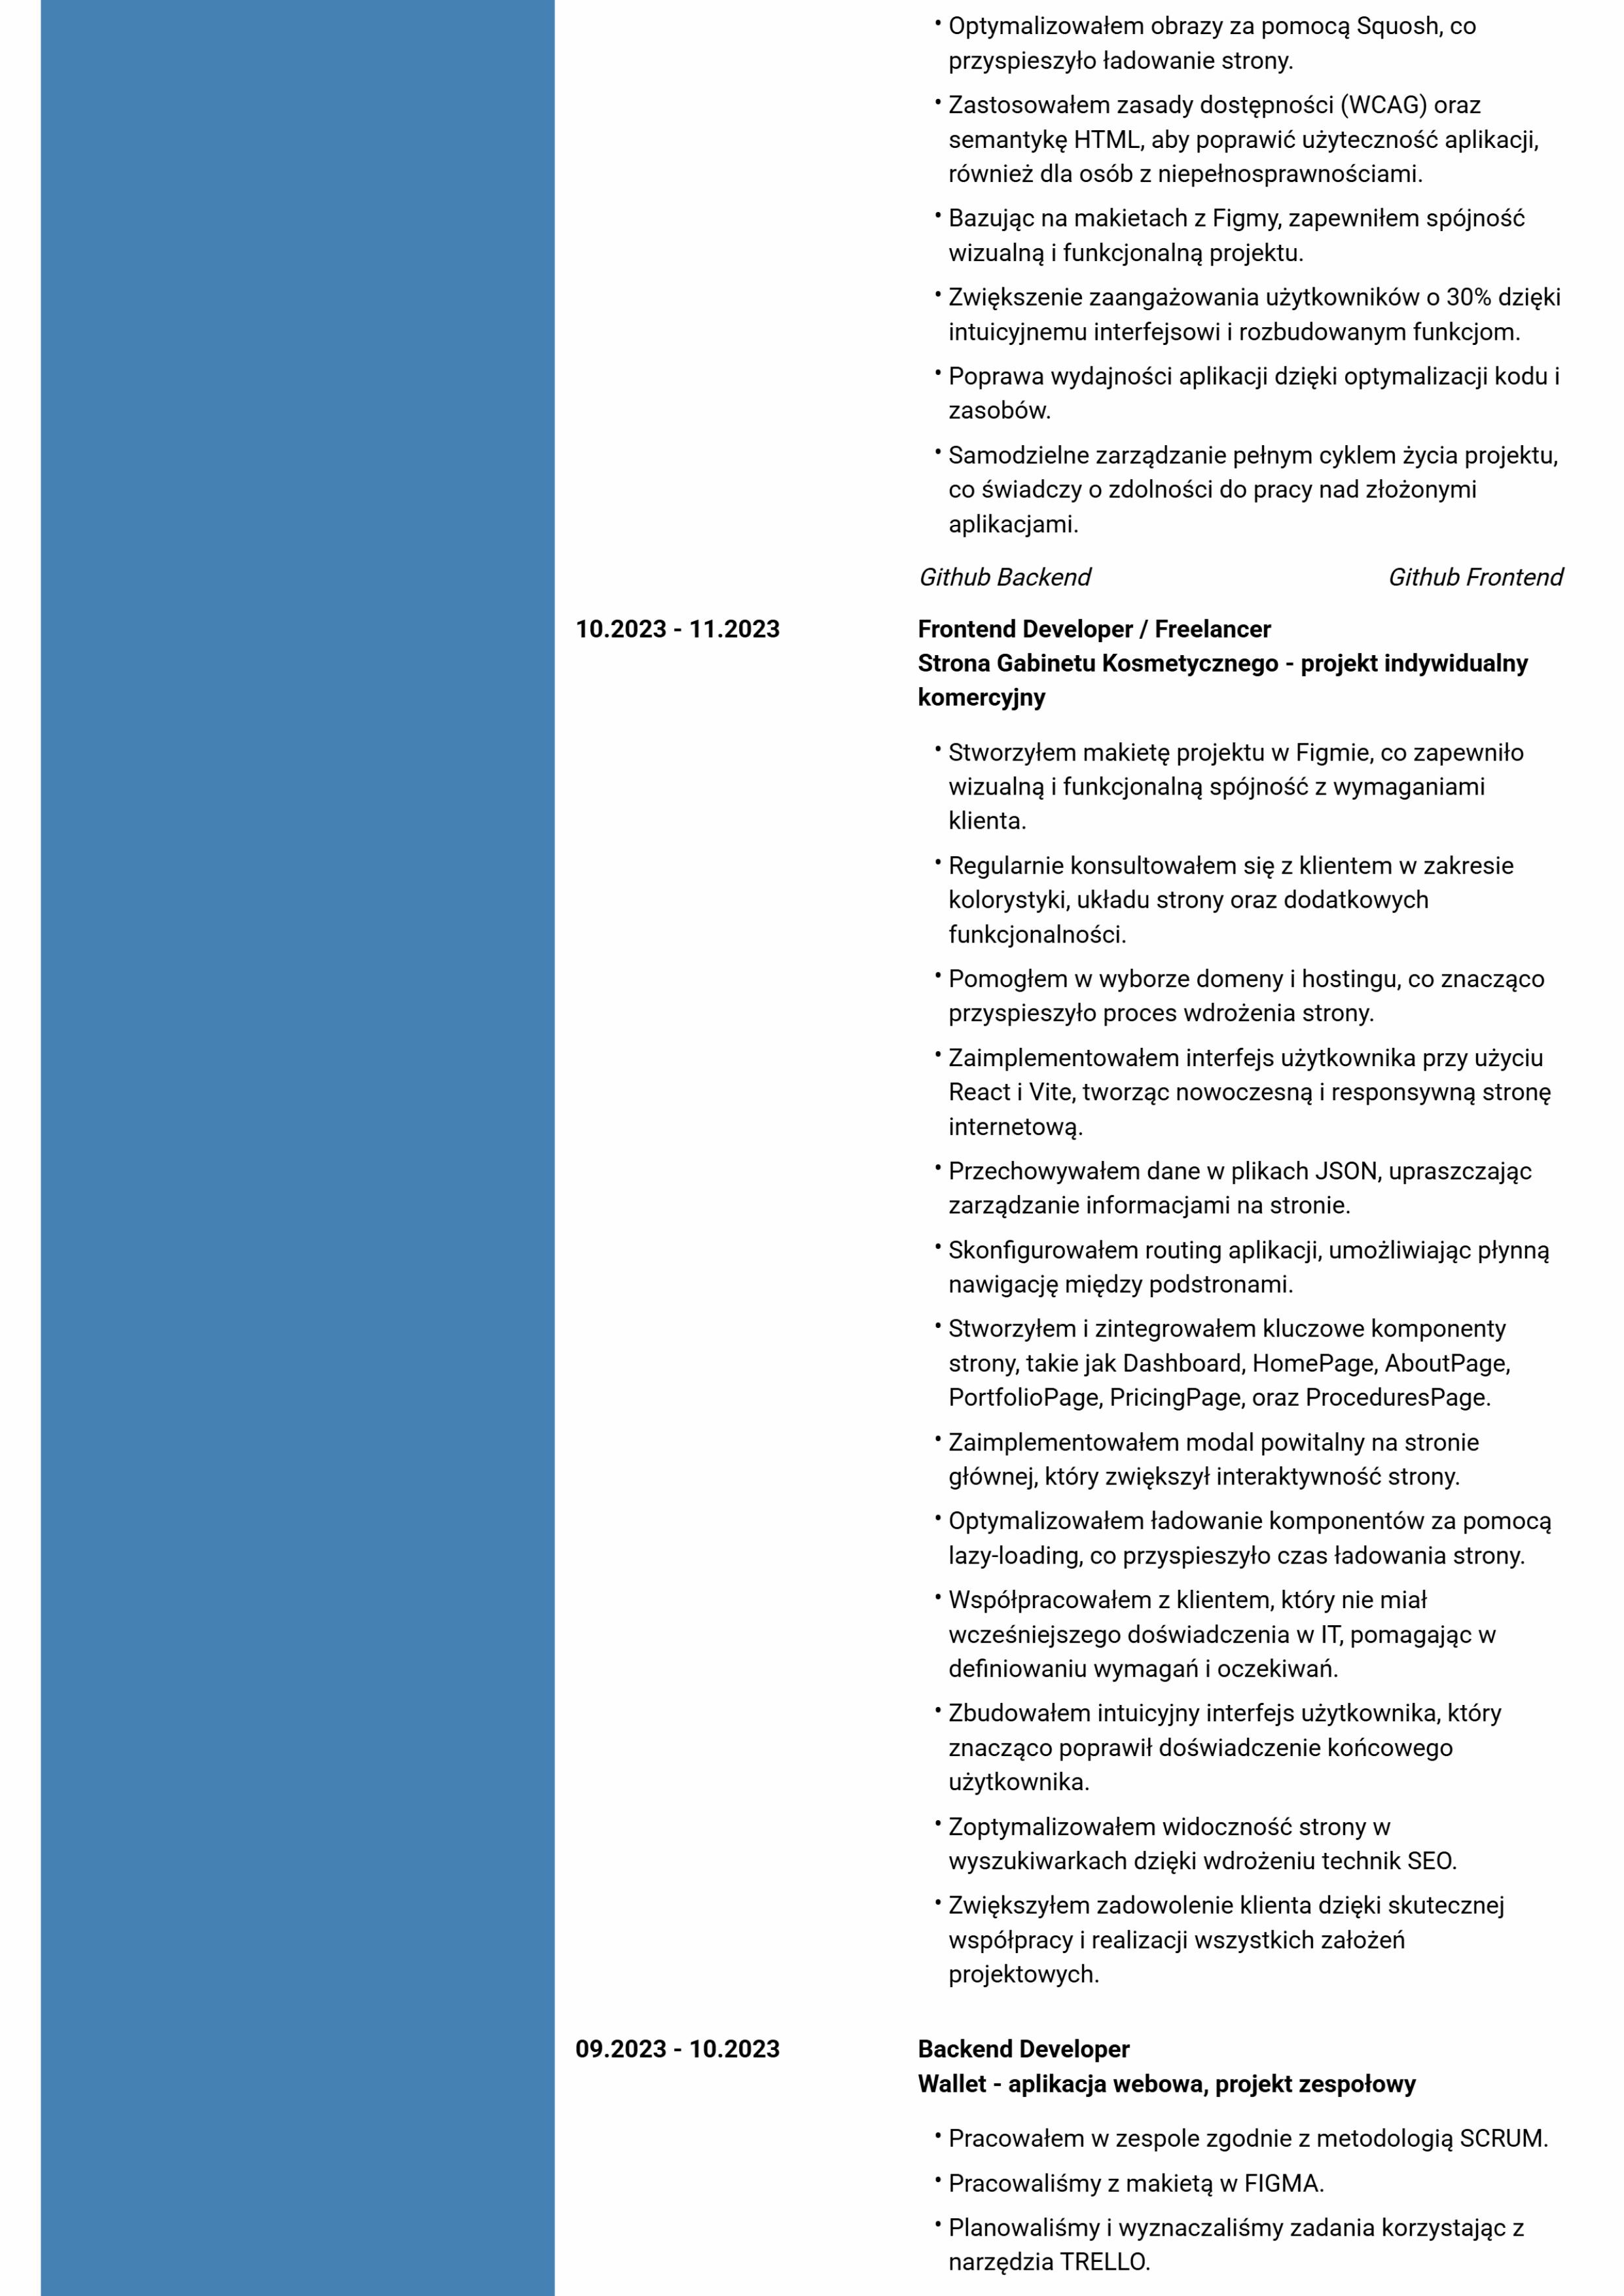 • Optymalizowałem obrazy za pomocą Squosh, co
przyspieszyło ładowanie strony.
• Zastosowałem zasady dostępności (WCAG) oraz
semantykę HTML, aby poprawić użyteczność aplikacji,
również dla osób z niepełnosprawnościami.
• Bazując na makietach z Figmy, zapewniłem spójność
wizualną i funkcjonalną projektu.
• Zwiększenie zaangażowania użytkowników o 30% dzięki
intuicyjnemu interfejsowi i rozbudowanym funkcjom.
• Poprawa wydajności aplikacji dzięki optymalizacji kodu i
zasobów.
• Samodzielne zarządzanie pełnym cyklem życia projektu,
co świadczy o zdolności do pracy nad złożonymi
aplikacjami.
Github Backend Github Frontend
10.2023 - 11.2023 Frontend Developer / Freelancer
Strona Gabinetu Kosmetycznego - projekt indywidualny
komercyjny
• Stworzyłem makietę projektu w Figmie, co zapewniło
wizualną i funkcjonalną spójność z wymaganiami
klienta.
• Regularnie konsultowałem się z klientem w zakresie
kolorystyki, układu strony oraz dodatkowych
funkcjonalności.
• Pomogłem w wyborze domeny i hostingu, co znacząco
przyspieszyło proces wdrożenia strony.
• Zaimplementowałem interfejs użytkownika przy użyciu
React i Vite, tworząc nowoczesną i responsywną stronę
internetową.
• Przechowywałem dane w plikach JSON, upraszczając
zarządzanie informacjami na stronie.
• Skonfigurowałem routing aplikacji, umożliwiając płynną
nawigację między podstronami.
• Stworzyłem i zintegrowałem kluczowe komponenty
strony, takie jak Dashboard, HomePage, AboutPage,
PortfolioPage, PricingPage, oraz ProceduresPage.
• Zaimplementowałem modal powitalny na stronie
głównej, który zwiększył interaktywność strony.
• Optymalizowałem ładowanie komponentów za pomocą
lazy-loading, co przyspieszyło czas ładowania strony.
• Współpracowałem z klientem, który nie miał
wcześniejszego doświadczenia w IT, pomagając w
definiowaniu wymagań i oczekiwań.
• Zbudowałem intuicyjny interfejs użytkownika, który
znacząco poprawił doświadczenie końcowego
użytkownika.
• Zoptymalizowałem widoczność strony w
wyszukiwarkach dzięki wdrożeniu technik SEO.
• Zwiększyłem zadowolenie klienta dzięki skutecznej
współpracy i realizacji wszystkich założeń
projektowych.
09.2023 - 10.2023 Backend Developer
Wallet - aplikacja webowa, projekt zespołowy
• Pracowałem w zespole zgodnie z metodologią SCRUM.
• Pracowaliśmy z makietą w FIGMA.
• Planowaliśmy i wyznaczaliśmy zadania korzystając z
narzędzia TRELLO.